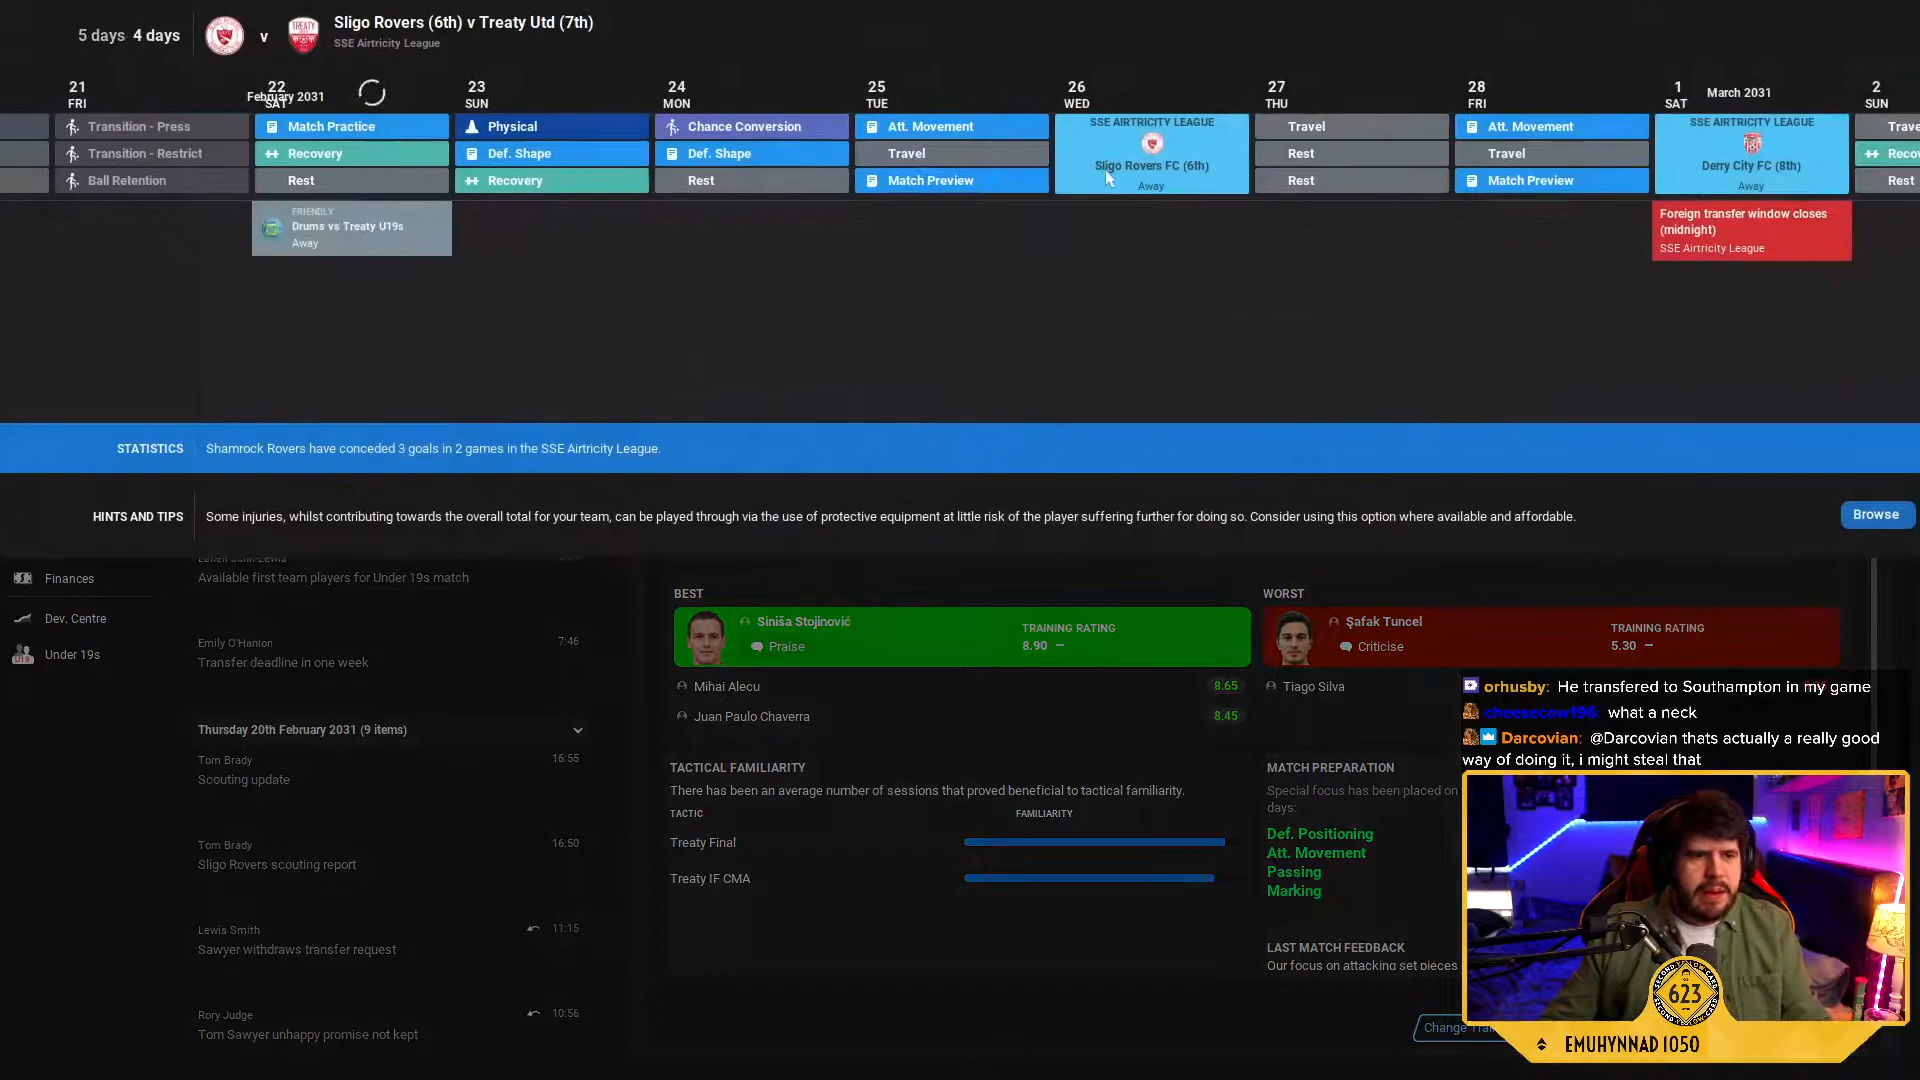 5 days 4 days
v
Sligo Rovers (6th) v Treaty Utd (7th)
SSE Airtricity League
February 2031
March 2031
21 FRI
22 SAT
23 SUN
24 MON
25 TUE
26 WED
27 THU
28 FRI
1 SAT
2 SUN
Transition - Press
Transition - Restrict
Ball Retention
Match Practice
Recovery
Rest
Physical
Def. Shape
Recovery
Chance Conversion
Def. Shape
Rest
Att. Movement
Travel
Match Preview
SSE AIRTRICITY LEAGUE
Sligo Rovers FC (6th)
Away
Travel
Rest
Rest
Att. Movement
Travel
Match Preview
SSE AIRTRICITY LEAGUE
Derry City FC (8th)
Away
Trave
Reco
Rest
FRIENDLY
Drums vs Treaty U19s
Away
Foreign transfer window closes
(midnight)
SSE Airtricity League
STATISTICS
Shamrock Rovers have conceded 3 goals in 2 games in the SSE Airtricity League.
HINTS AND TIPS
Some injuries, whilst contributing towards the overall total for your team, can be played through via the use of protective equipment at little risk of the player suffering further for doing so. Consider using this option where available and affordable.
Browse
Finances
Dev. Centre
Under 19s
Available first team players for Under 19s match
Emily O'Hanlon 7:46
Transfer deadline in one week
Thursday 20th February 2031 (9 items)
Tom Brady 16:55
Scouting update
Tom Brady 16:50
Sligo Rovers scouting report
Lewis Smith 11:15
Sawyer withdraws transfer request
Rory Judge 10:56
Tom Sawyer unhappy promise not kept
BEST
Siniša Stojinović
Praise
TRAINING RATING
8.90 –
Mihai Alecu 8.65
Juan Paulo Chaverra 8.45
WORST
Şafak Tuncel
Criticise
TRAINING RATING
5.30 –
Tiago Silva
TACTICAL FAMILIARITY
There has been an average number of sessions that proved beneficial to tactical familiarity.
TACTIC FAMILIARITY
Treaty Final
Treaty IF CMA
MATCH PREPARATION
Special focus has been placed on
days:
Def. Positioning
Att. Movement
Passing
Marking
LAST MATCH FEEDBACK
Our focus on attacking set pieces
Change Trai
orhusby: He transfered to Southampton in my game
cheesecow196: what a neck
Darcovian: @Darcovian thats actually a really good
way of doing it, i might steal that
623
EMUHYNNAD 1050